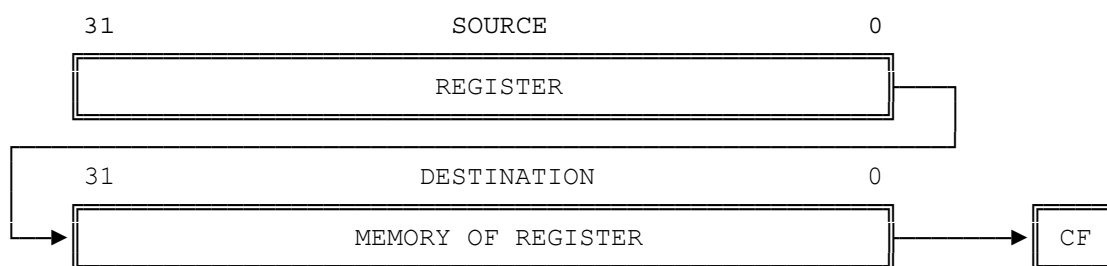 31 SOURCE 0
REGISTER
31 DESTINATION 0
MEMORY OF REGISTER CF